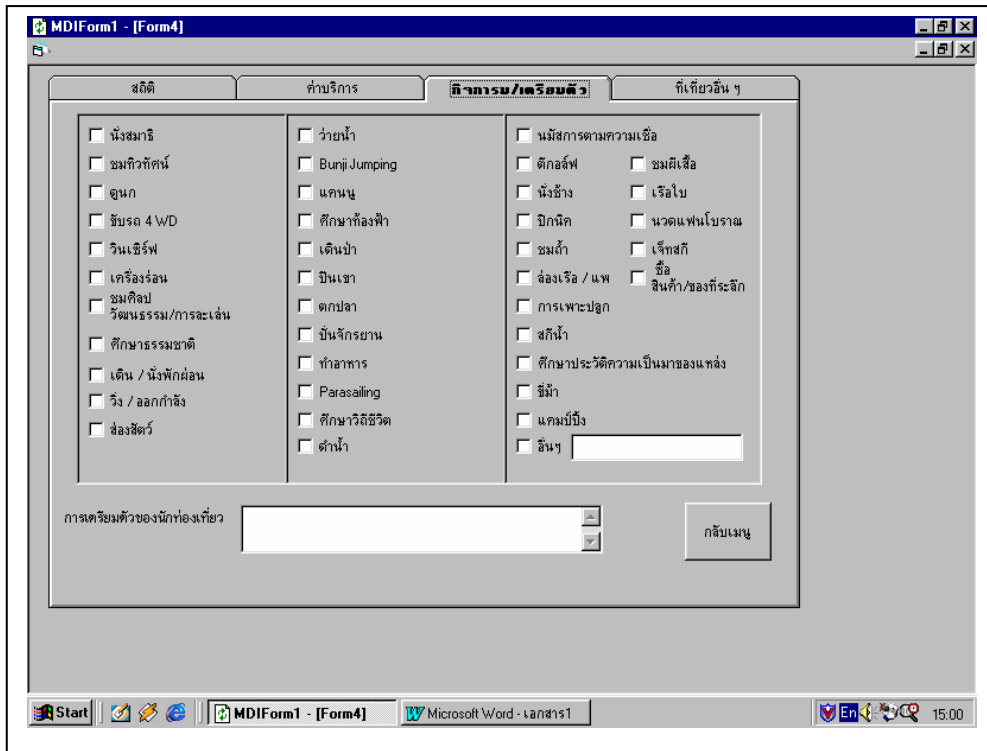 MDIForm1 - [Form4]
สถิติ
ค่าบริการ
กิจการม/เตรียมตัว
ที่เที่ยวอื่น ๆ
นั่งสมาธิ
ชมทิวทัศน์
ดูนก
ขับรถ 4 WD
วินเซิร์ฟ
เครื่องร่อน
ชมศิลป
วัฒนธรรม/การละเล่น
ศึกษาธรรมชาติ
เดิน / นั่งพักผ่อน
วิ่ง / ออกกำลัง
ส่องสัตว์
ว่ายน้ำ
Bunji Jumping
แคนนู
ศึกษาท้องฟ้า
เดินป่า
ปีนเขา
ตกปลา
ปั่นจักรยาน
ทำอาหาร
Parasailing
ศึกษาวิถีชีวิต
ดำน้ำ
นมัสการตามความเชื่อ
ตีกอล์ฟ
นั่งช้าง
ปิกนิค
ชมถ้ำ
ล่องเรือ / แพ
การเพาะปลูก
สกีน้ำ
ศึกษาประวัติความเป็นมาของแหล่ง
ขี่ม้า
แคมป์ปิ้ง
อื่นๆ
ชมผีเสื้อ
เรือใบ
นวดแผนโบราณ
เจ็ทสกี
ซื้อ
สินค้า/ของที่ระลึก
การเตรียมตัวของนักท่องเที่ยว
กลับเมนู
Start
MDIForm1 - [Form4]
Microsoft Word - เอกสาร1
En
15:00